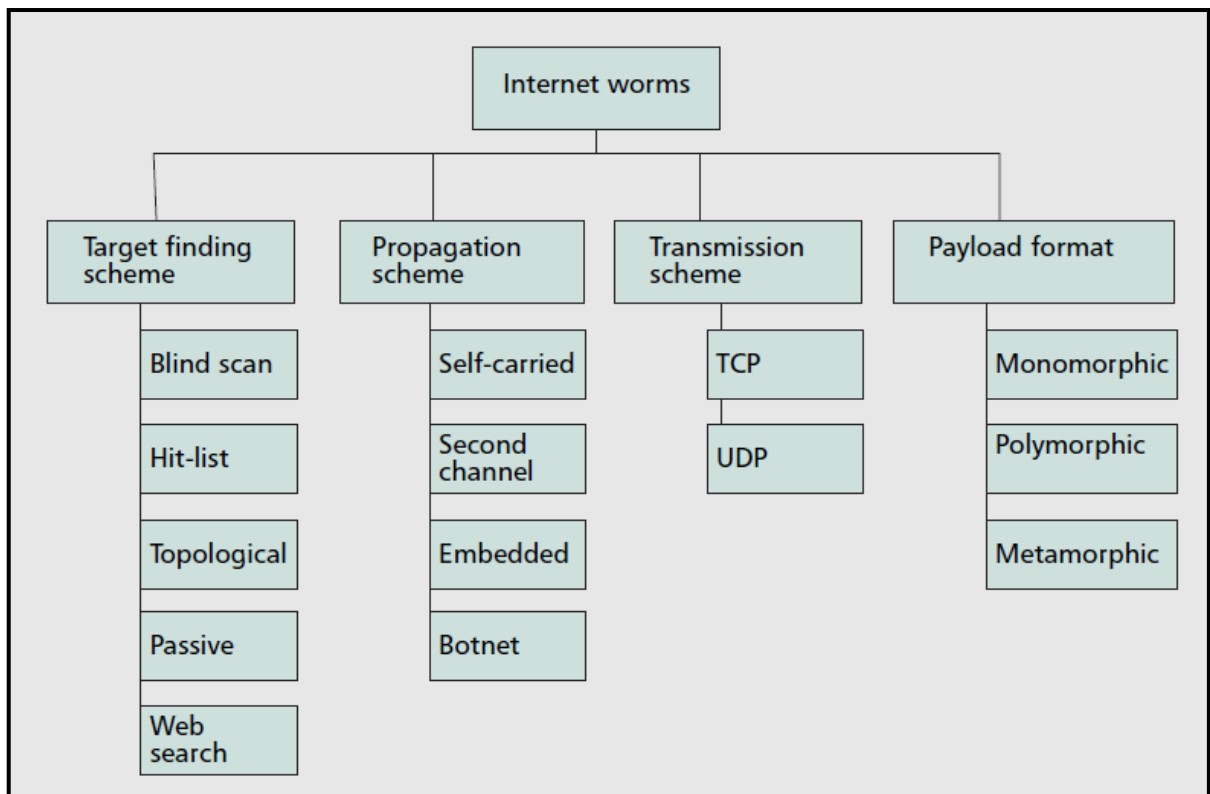 Internet worms
Target finding
scheme
Propagation
scheme
Transmission
scheme
Payload format
Blind scan
Self-carried
TCP
Monomorphic
Hit-list
Second
channel
UDP
Polymorphic
Topological
Embedded
Metamorphic
Passive
Botnet
Web
search